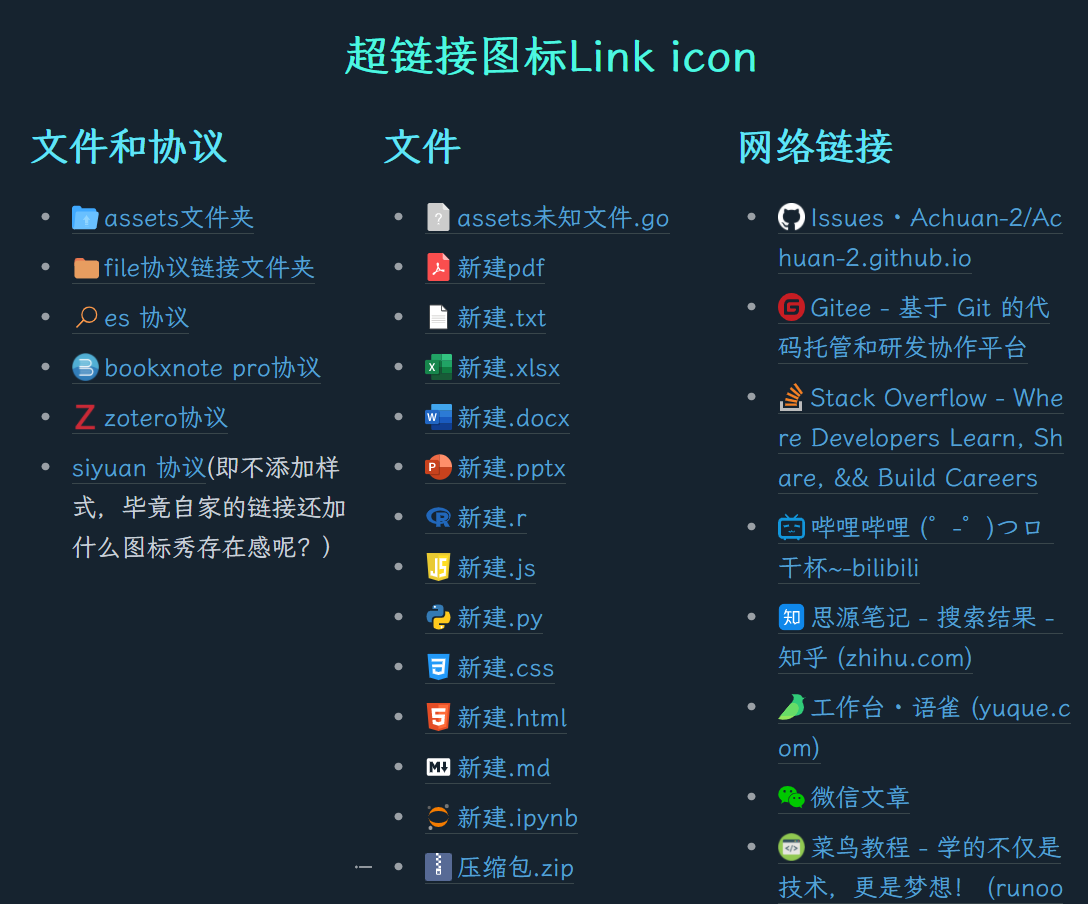 超链接图标Link icon
文件和协议
assets文件夹
file协议链接文件夹
es 协议
bookxnote pro协议
zotero协议
siyuan 协议(即不添加样
式，毕竟自家的链接还加
什么图标秀存在感呢？)
文件
assets未知文件.go
新建pdf
新建.txt
新建.xlsx
新建.docx
新建.pptx
新建.r
新建.js
新建.py
新建.css
新建.html
新建.md
新建.ipynb
压缩包.zip
网络链接
Issues · Achuan-2/Ac
huan-2.github.io
Gitee - 基于 Git 的代
码托管和研发协作平台
Stack Overflow - Whe
re Developers Learn, Sh
are, && Build Careers
哔哩哔哩 (゜-゜)つロ
干杯~-bilibili
思源笔记 - 搜索结果 -
知乎 (zhihu.com)
工作台 · 语雀 (yuque.c
om)
微信文章
菜鸟教程 - 学的不仅是
技术，更是梦想！ (runoo